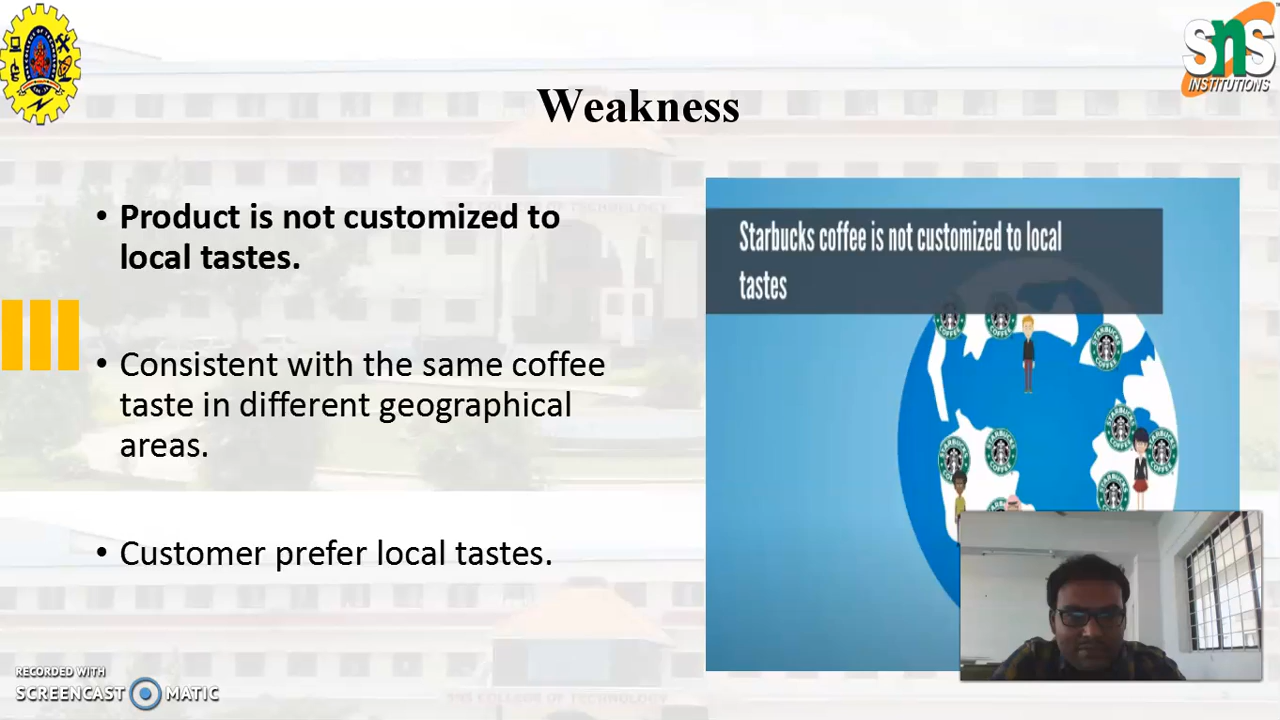 SNS
INSTITUTIONS
Weakness
• Product is not customized to
local tastes.
• Consistent with the same coffee
taste in different geographical
areas.
• Customer prefer local tastes.
Starbucks coffee is not customized to local
tastes
RECORDED WITH
SCREENCAST MATIC